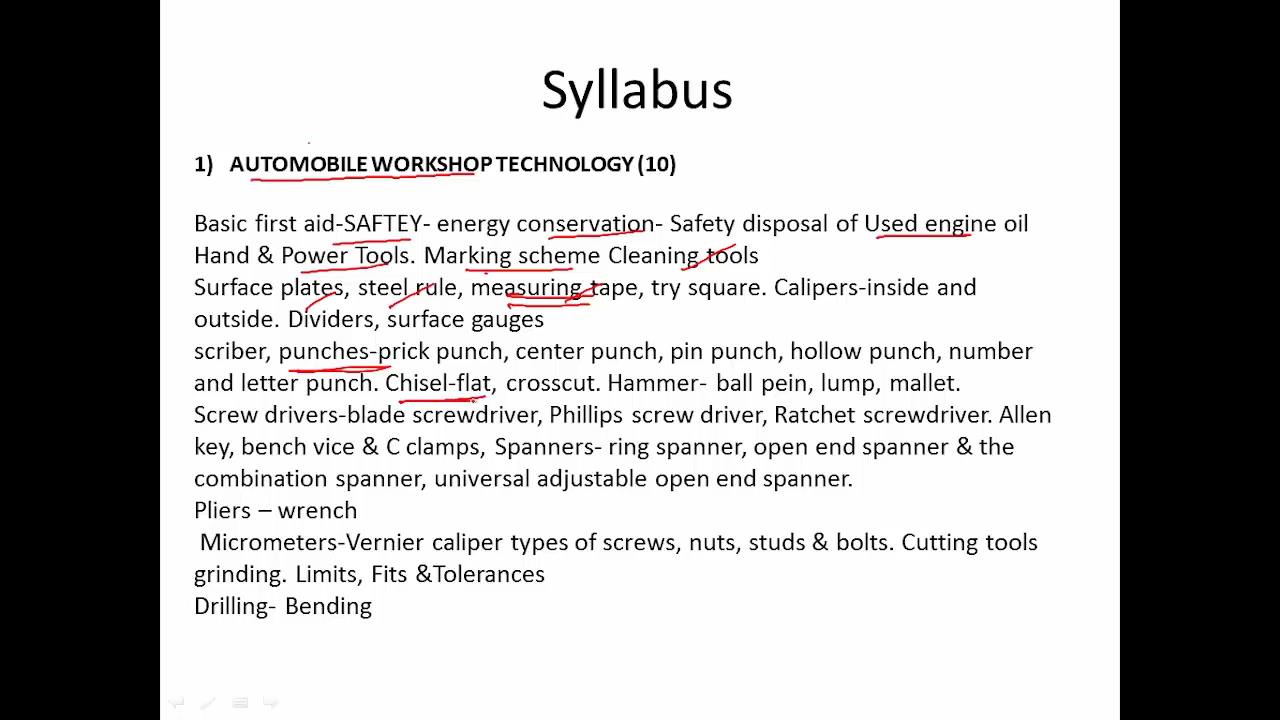 Syllabus
1) AUTOMOBILE WORKSHOP TECHNOLOGY (10)
Basic first aid-SAFTEY- energy conservation- Safety disposal of Used engine oil
Hand & Power Tools. Marking scheme Cleaning tools
Surface plates, steel rule, measuring tape, try square. Calipers-inside and
outside. Dividers, surface gauges
scriber, punches-prick punch, center punch, pin punch, hollow punch, number
and letter punch. Chisel-flat, crosscut. Hammer- ball pein, lump, mallet.
Screw drivers-blade screwdriver, Phillips screw driver, Ratchet screwdriver. Allen
key, bench vice & C clamps, Spanners- ring spanner, open end spanner & the
combination spanner, universal adjustable open end spanner.
Pliers – wrench
Micrometers-Vernier caliper types of screws, nuts, studs & bolts. Cutting tools
grinding. Limits, Fits &Tolerances
Drilling- Bending